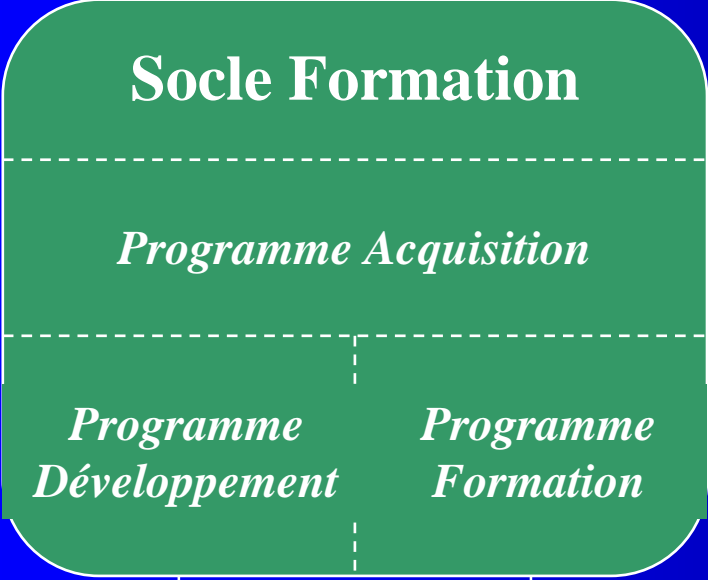 Socle Formation
Programme Acquisition
Programme
Développement
Programme
Formation